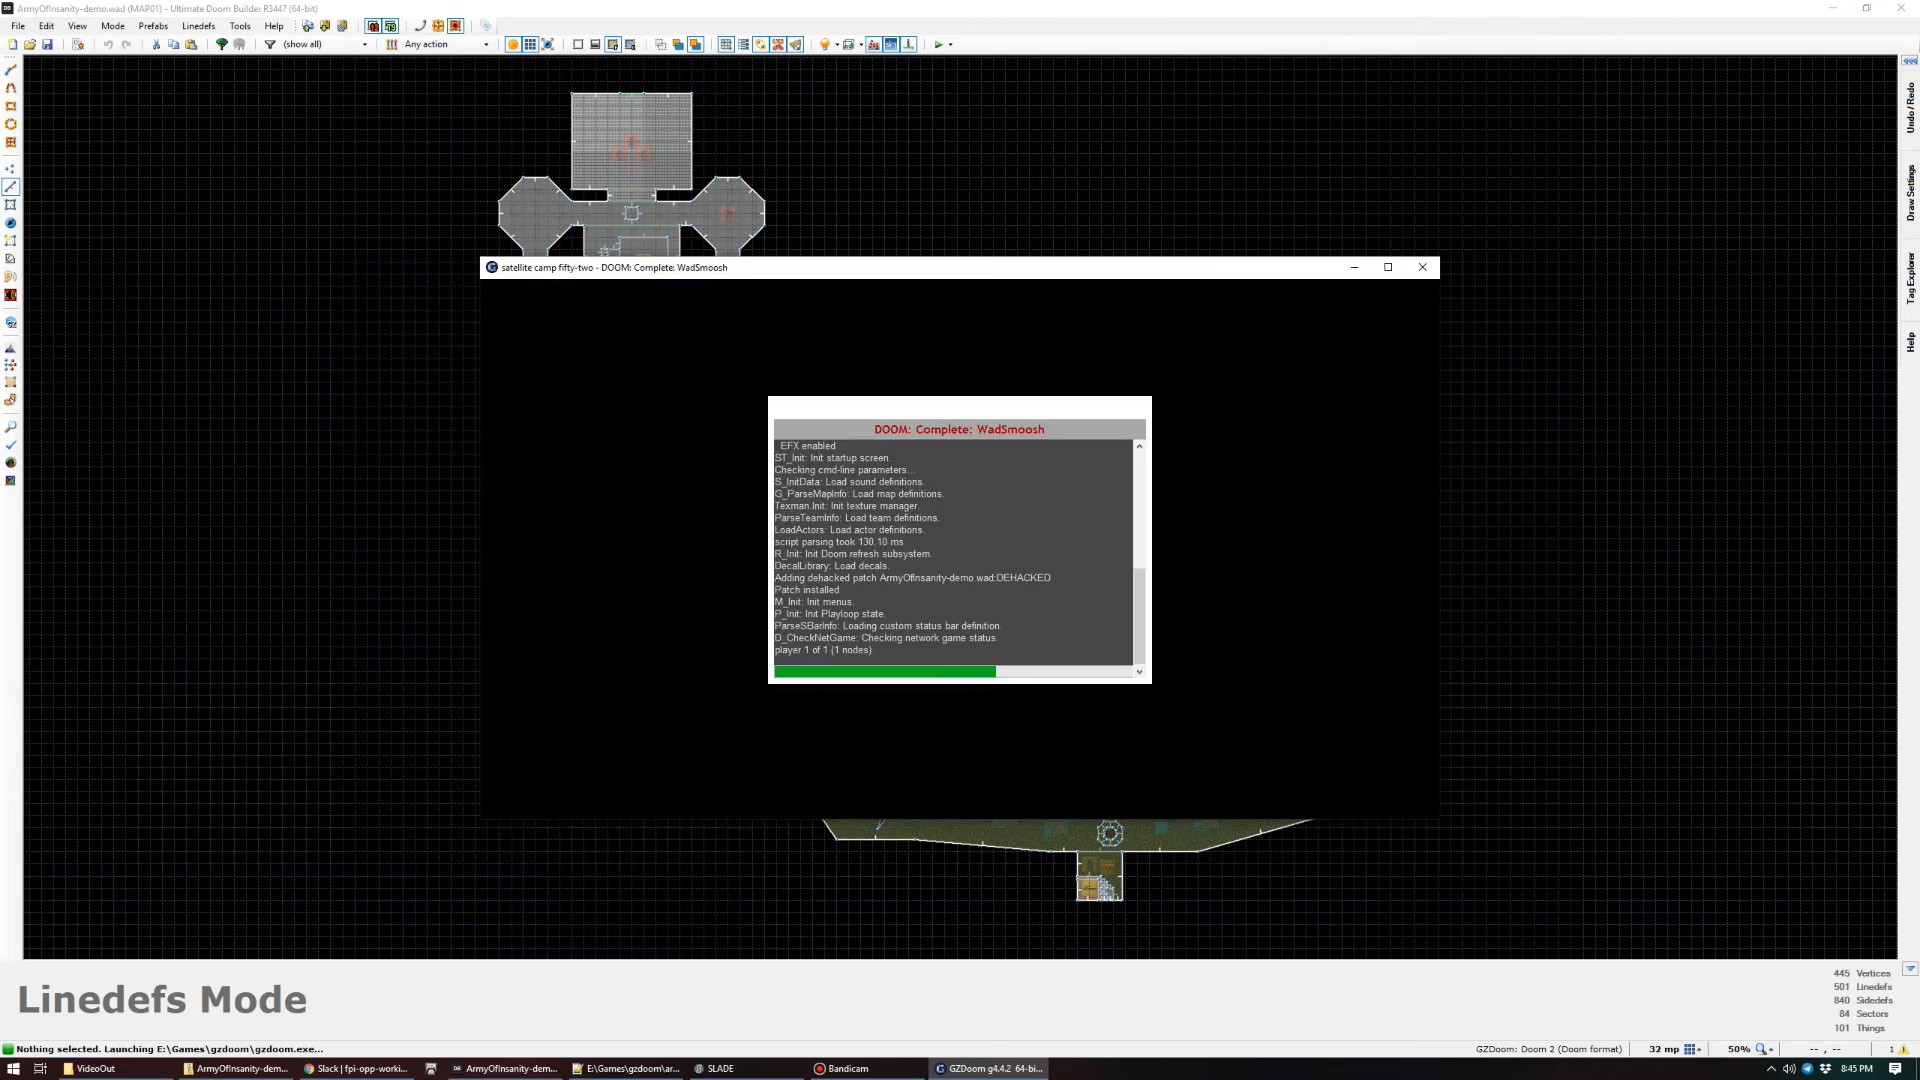 ArmyOfInsanity-demo.wad (MAP01) - Ultimate Doom Builder R3447 (64-bit)
File Edit View Mode Prefabs Linedefs Tools Help
(show all) Any action
Undo/Redo
Draw Settings
Tag Explorer
Help
satellite camp fifty-two - DOOM: Complete: WadSmoosh
DOOM: Complete: WadSmoosh
EFX enabled
ST_Init: Init startup screen.
Checking cmd-line parameters...
S_InitData: Load sound definitions.
G_ParseMapInfo: Load map definitions.
Texman.Init: Init texture manager.
ParseTeamInfo: Load team definitions.
LoadActors: Load actor definitions.
script parsing took 130.10 ms
R_Init: Init Doom refresh subsystem.
DecalLibrary: Load decals.
Adding dehacked patch ArmyOfInsanity-demo.wad:DEHACKED
Patch installed
M_Init: Init menus.
P_Init: Init Playloop state.
ParseSBarInfo: Loading custom status bar definition.
D_CheckNetGame: Checking network game status.
player 1 of 1 (1 nodes)
Linedefs Mode
445 Vertices
501 Linedefs
840 Sidedefs
84 Sectors
101 Things
Nothing selected. Launching E:\Games\gzdoom\gzdoom.exe...
GZDoom: Doom 2 (Doom format) 32 mp 50% -- , -- 1
VideoOut ArmyOfInsanity-dem... Slack | fpi-opp-worki... ArmyOfInsanity-dem... E:\Games\gzdoom\ar... SLADE Bandicam GZDoom g4.4.2 64-bi... 8:45 PM